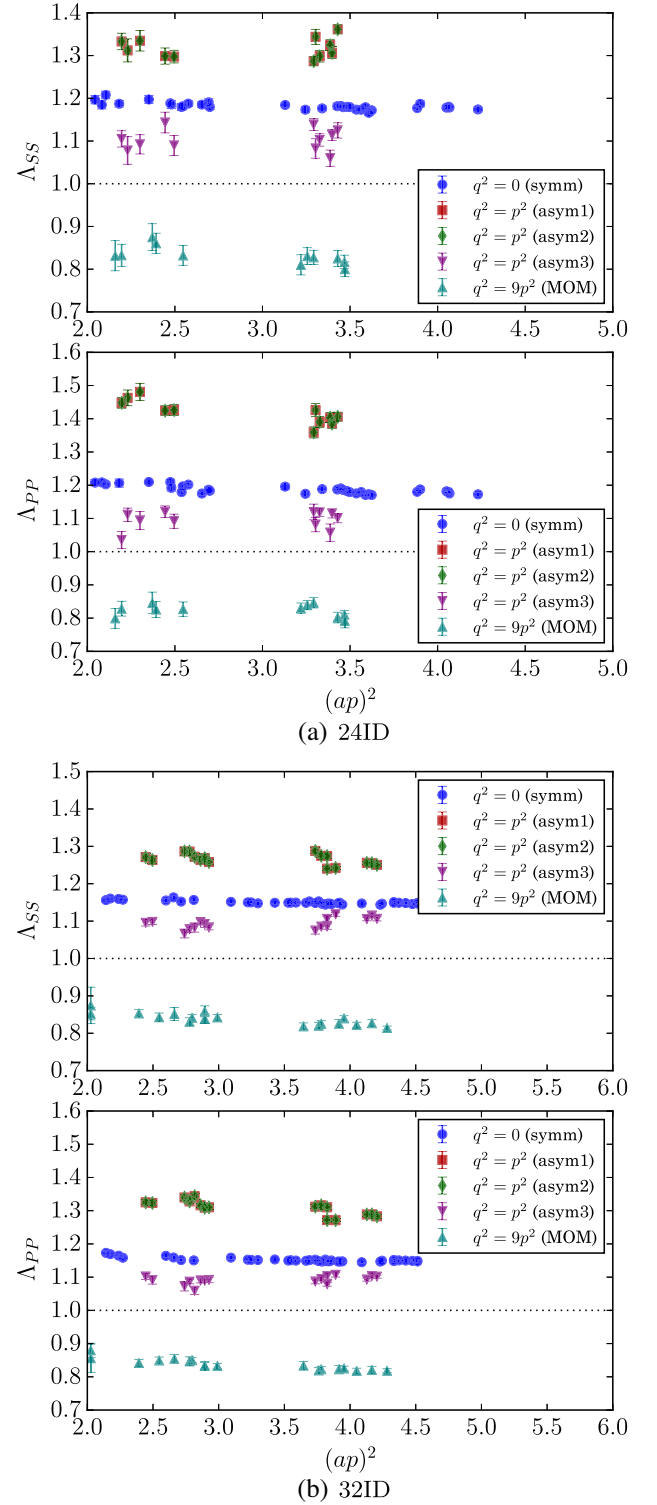 1.4
1.3
1.2
1.1
1.0
0.9
0.8
0.7
Λ_SS
q² = 0 (symm)
q² = p² (asym1)
q² = p² (asym2)
q² = p² (asym3)
q² = 9p² (MOM)
2.0 2.5 3.0 3.5 4.0 4.5 5.0
1.6
1.5
1.4
1.3
1.2
1.1
1.0
0.9
0.8
0.7
Λ_PP
q² = 0 (symm)
q² = p² (asym1)
q² = p² (asym2)
q² = p² (asym3)
q² = 9p² (MOM)
2.0 2.5 3.0 3.5 4.0 4.5 5.0
(ap)²
(a) 24ID
1.5
1.4
1.3
1.2
1.1
1.0
0.9
0.8
0.7
Λ_SS
q² = 0 (symm)
q² = p² (asym1)
q² = p² (asym2)
q² = p² (asym3)
q² = 9p² (MOM)
2.0 2.5 3.0 3.5 4.0 4.5 5.0 5.5 6.0
1.6
1.5
1.4
1.3
1.2
1.1
1.0
0.9
0.8
0.7
Λ_PP
q² = 0 (symm)
q² = p² (asym1)
q² = p² (asym2)
q² = p² (asym3)
q² = 9p² (MOM)
2.0 2.5 3.0 3.5 4.0 4.5 5.0 5.5 6.0
(ap)²
(b) 32ID